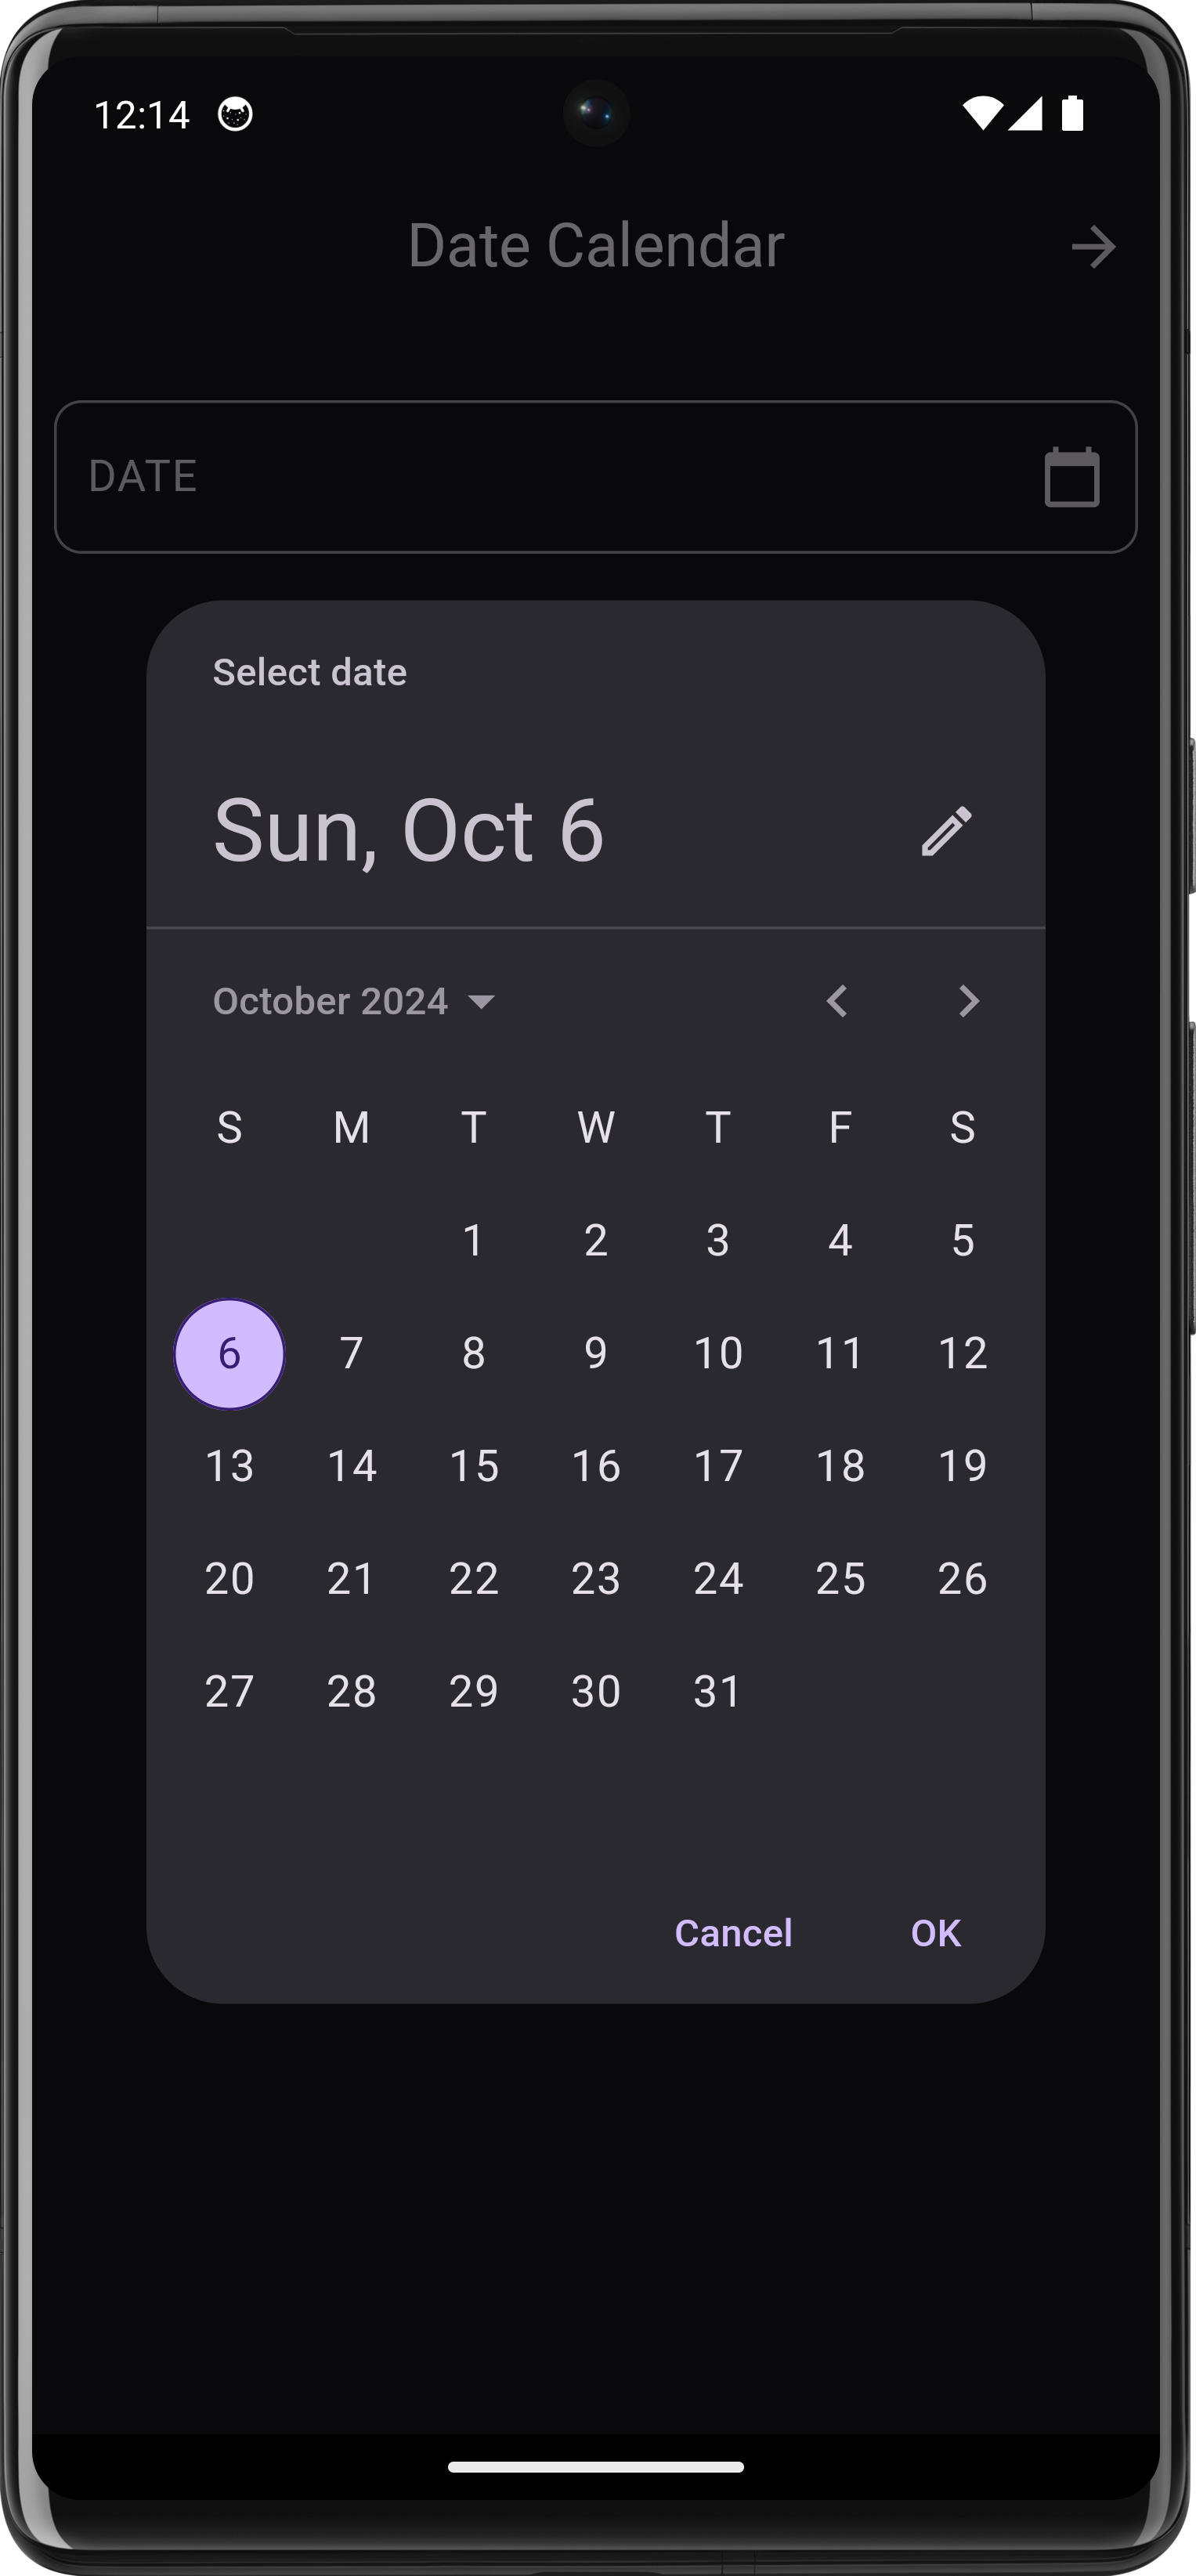 12:14
Date Calendar
DATE
Select date
Sun, Oct 6
October 2024
S M T W T F S
1 2 3 4 5
6 7 8 9 10 11 12
13 14 15 16 17 18 19
20 21 22 23 24 25 26
27 28 29 30 31
Cancel OK